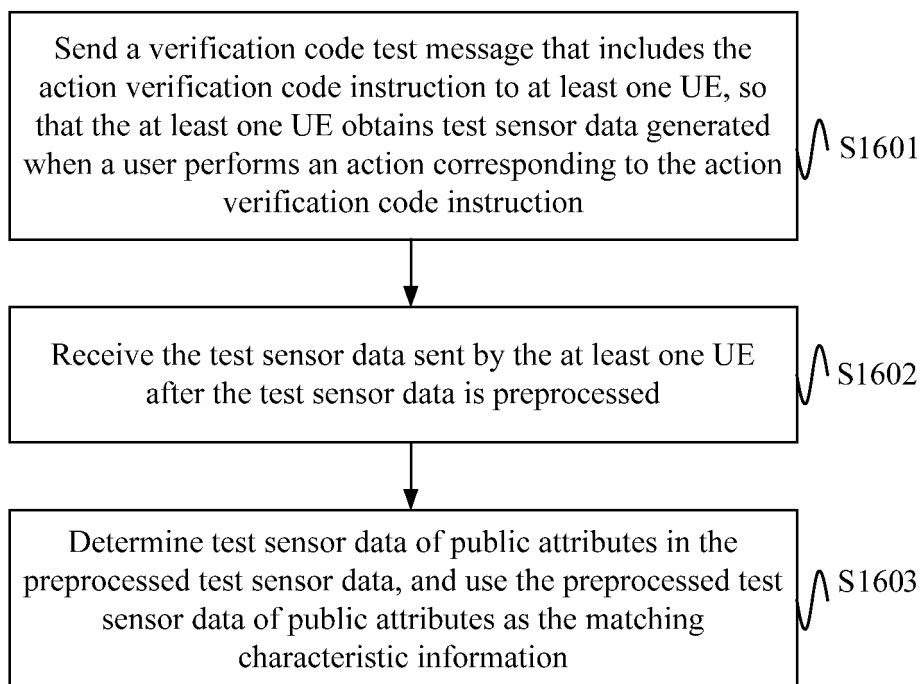 Send a verification code test message that includes the
action verification code instruction to at least one UE, so
that the at least one UE obtains test sensor data generated
when a user performs an action corresponding to the action
verification code instruction
S1601
Receive the test sensor data sent by the at least one UE
after the test sensor data is preprocessed
S1602
Determine test sensor data of public attributes in the
preprocessed test sensor data, and use the preprocessed test
sensor data of public attributes as the matching
characteristic information
S1603